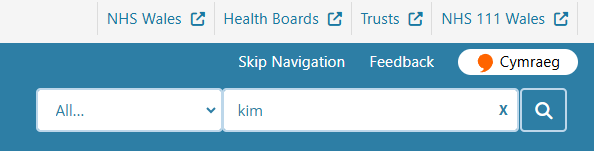 NHS Wales Health Boards Trusts NHS 111 Wales
Skip Navigation Feedback Cymraeg
All... kim x